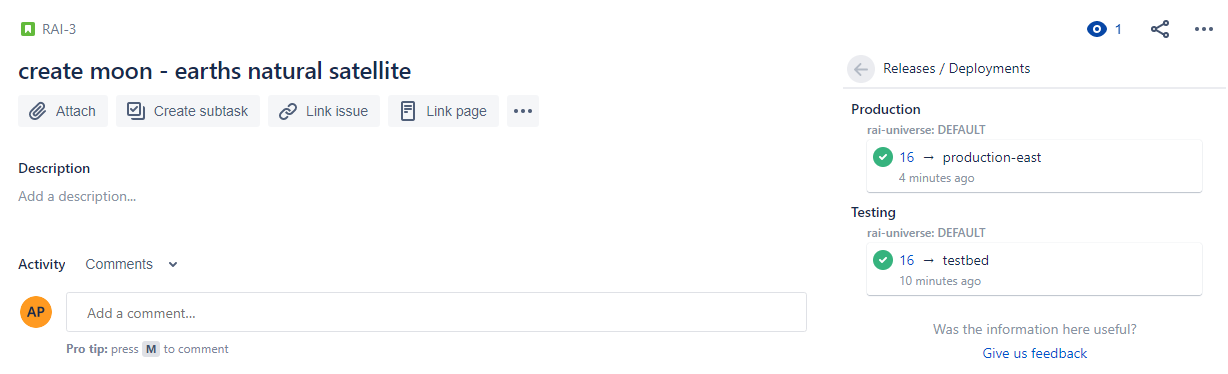 RAI-3
1
create moon - earths natural satellite
Attach
Create subtask
Link issue
Link page
Description
Add a description...
Activity Comments
AP
Add a comment...
Pro tip: press M to comment
Releases / Deployments
Production
rai-universe: DEFAULT
16 → production-east
4 minutes ago
Testing
rai-universe: DEFAULT
16 → testbed
10 minutes ago
Was the information here useful?
Give us feedback